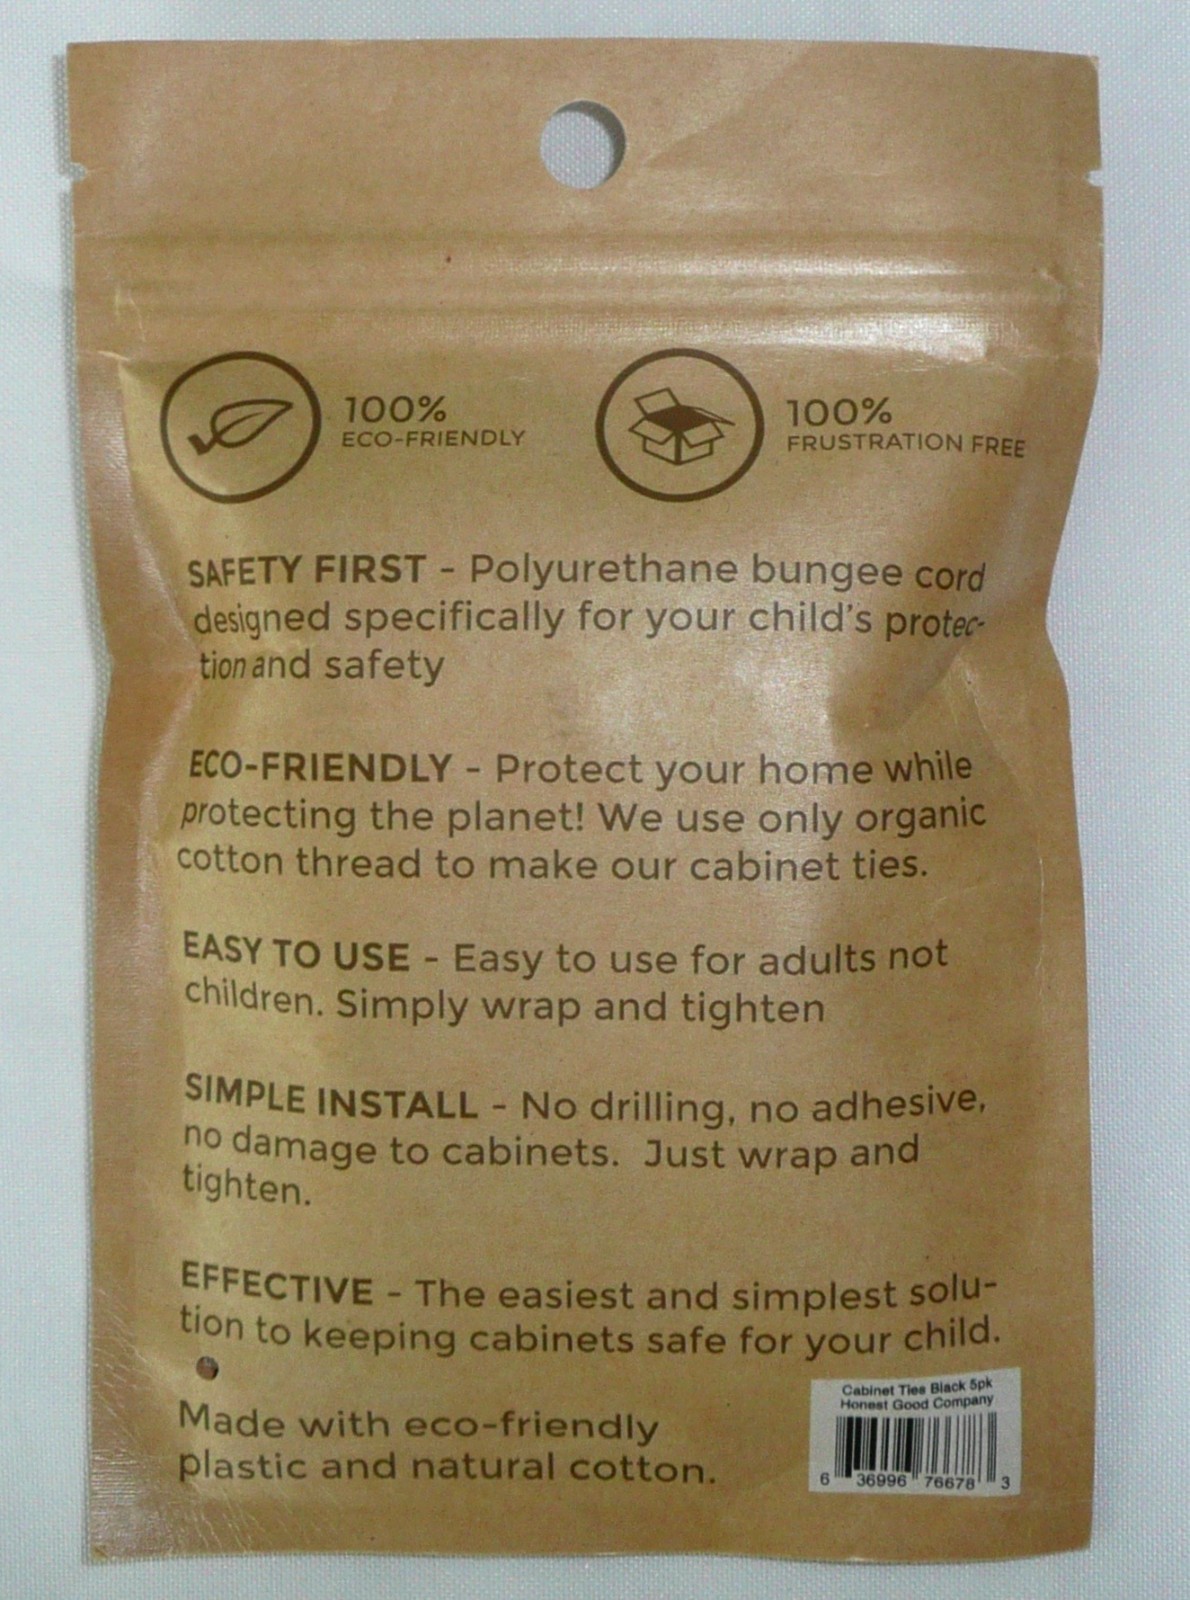 100%
ECO-FRIENDLY
100%
FRUSTRATION FREE
SAFETY FIRST - Polyurethane bungee cord
designed specifically for your child's protec-
tion and safety
ECO-FRIENDLY - Protect your home while
protecting the planet! We use only organic
cotton thread to make our cabinet ties.
EASY TO USE - Easy to use for adults not
children. Simply wrap and tighten
SIMPLE INSTALL - No drilling, no adhesive,
no damage to cabinets. Just wrap and
tighten.
EFFECTIVE - The easiest and simplest solu-
tion to keeping cabinets safe for your child.
Made with eco-friendly
plastic and natural cotton.
Cabinet Ties Black 5pk
Honest Good Company
6 36996 76678 3